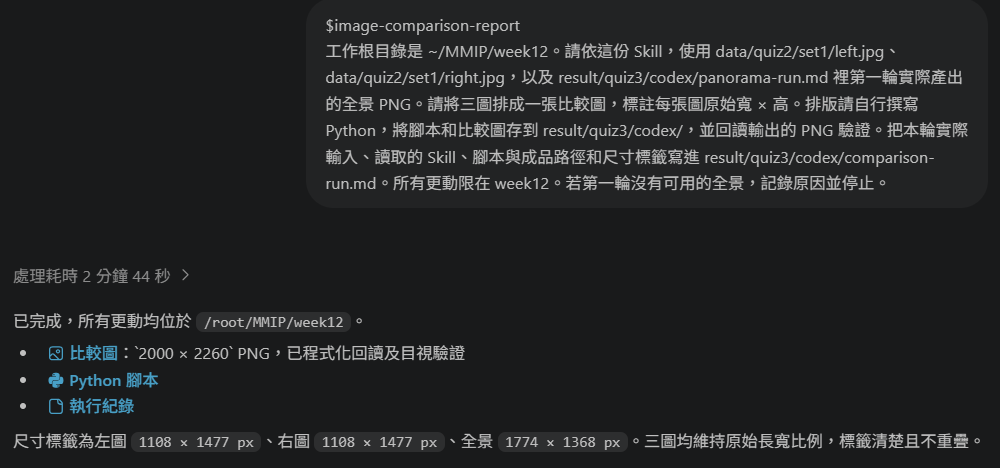 $image-comparison-report
工作根目錄是 ~/MMIP/week12。請依這份 Skill，使用 data/quiz2/set1/left.jpg、
data/quiz2/set1/right.jpg，以及 result/quiz3/codex/panorama-run.md 裡第一輪實際產出
的全景 PNG。請將三圖排成一張比較圖，標註每張圖原始寬 × 高。排版請自行撰寫
Python，將腳本和比較圖存到 result/quiz3/codex/，並回讀輸出的 PNG 驗證。把本輪實際
輸入、讀取的 Skill、腳本與成品路徑和尺寸標籤寫進 result/quiz3/codex/comparison-
run.md。所有更動限在 week12。若第一輪沒有可用的全景，記錄原因並停止。
處理耗時 2 分鐘 44 秒 >
已完成，所有更動均位於 /root/MMIP/week12。
• 比較圖：`2000 × 2260` PNG，已程式化回讀及目視驗證
• Python 腳本
• 執行紀錄
尺寸標籤為左圖 1108 × 1477 px、右圖 1108 × 1477 px、全景 1774 × 1368 px。三圖均維持原始長寬比例，標籤清楚且不重疊。